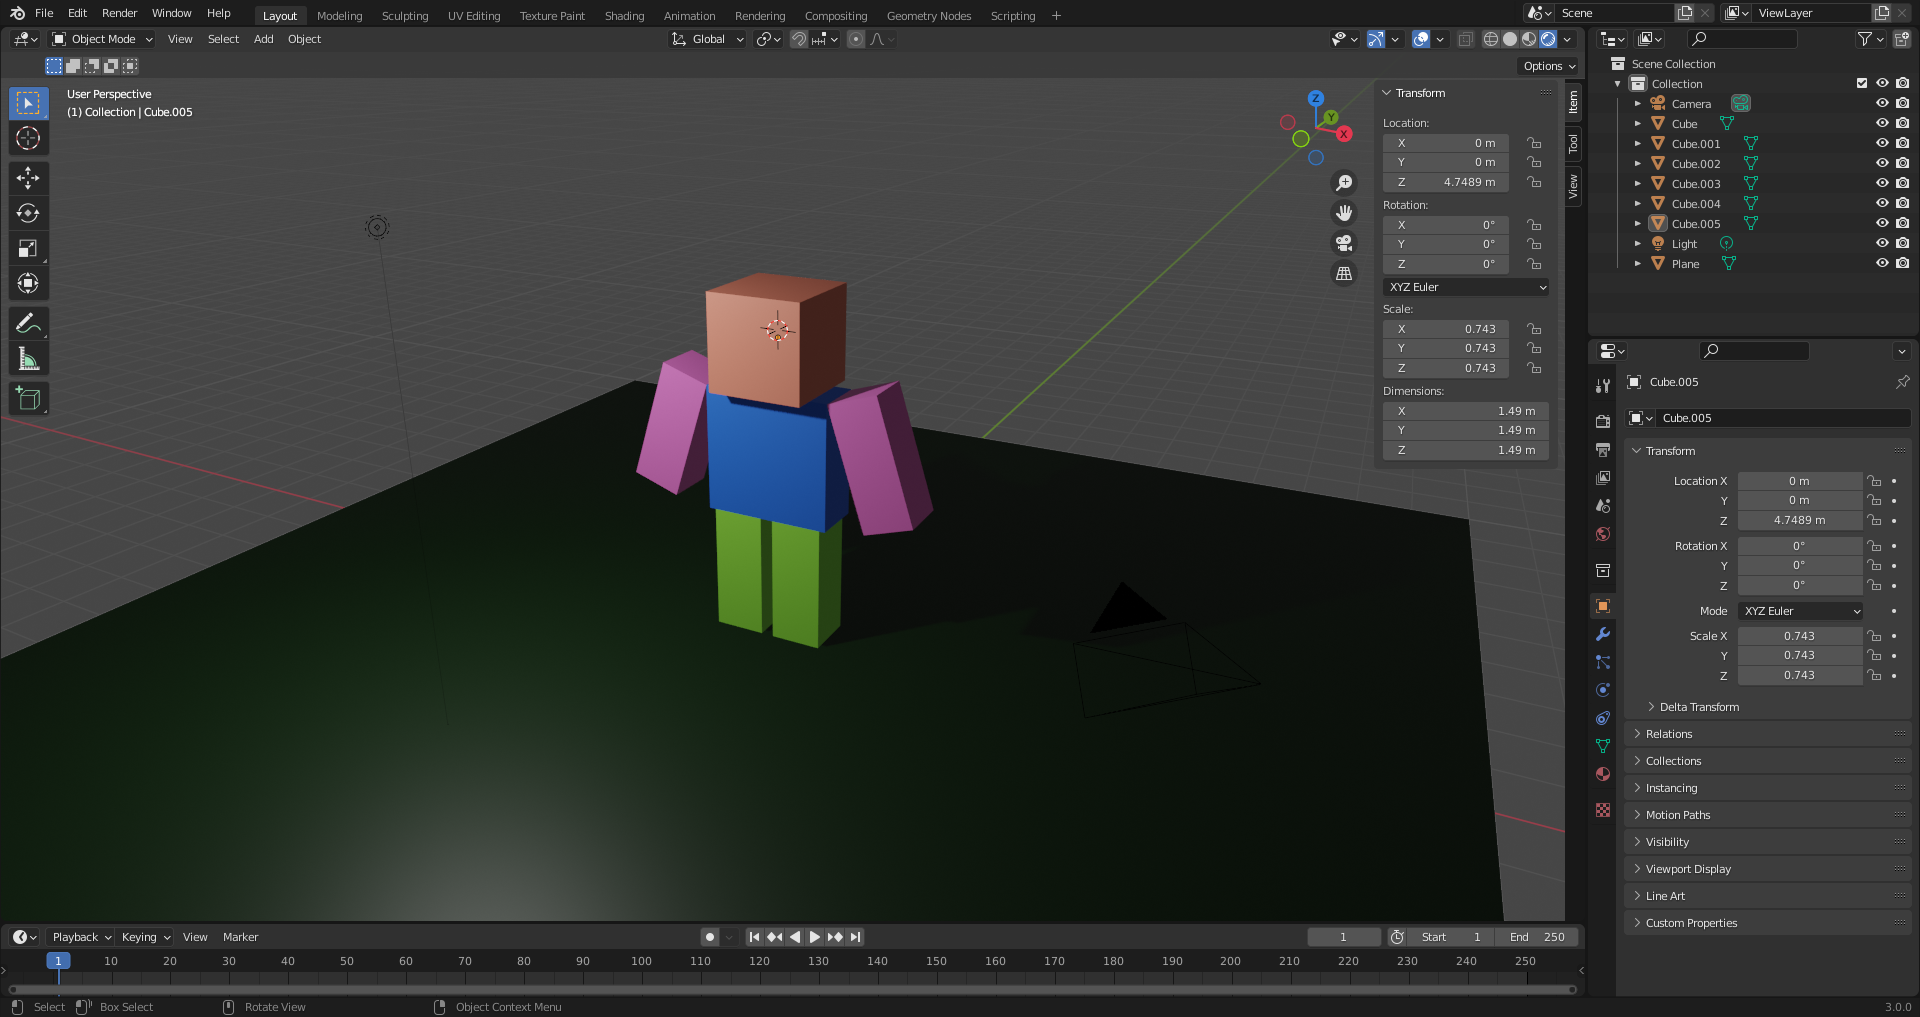 File Edit Render Window Help Layout Modeling Sculpting UV Editing Texture Paint Shading Animation Rendering Compositing Geometry Nodes Scripting + Scene ViewLayer
Object Mode View Select Add Object Global
Options
User Perspective
(1) Collection | Cube.005
Z
Y
X
Transform
Location:
X 0 m
Y 0 m
Z 4.7489 m
Rotation:
X 0°
Y 0°
Z 0°
XYZ Euler
Scale:
X 0.743
Y 0.743
Z 0.743
Dimensions:
X 1.49 m
Y 1.49 m
Z 1.49 m
Item
Tool
View
Scene Collection
Collection
Camera
Cube
Cube.001
Cube.002
Cube.003
Cube.004
Cube.005
Light
Plane
Cube.005
Cube.005
Transform
Location X 0 m
Y 0 m
Z 4.7489 m
Rotation X 0°
Y 0°
Z 0°
Mode XYZ Euler
Scale X 0.743
Y 0.743
Z 0.743
Delta Transform
Relations
Collections
Instancing
Motion Paths
Visibility
Viewport Display
Line Art
Custom Properties
Playback Keying View Marker 1 Start 1 End 250
1 10 20 30 40 50 60 70 80 90 100 110 120 130 140 150 160 170 180 190 200 210 220 230 240 250
Select Box Select Rotate View Object Context Menu 3.0.0